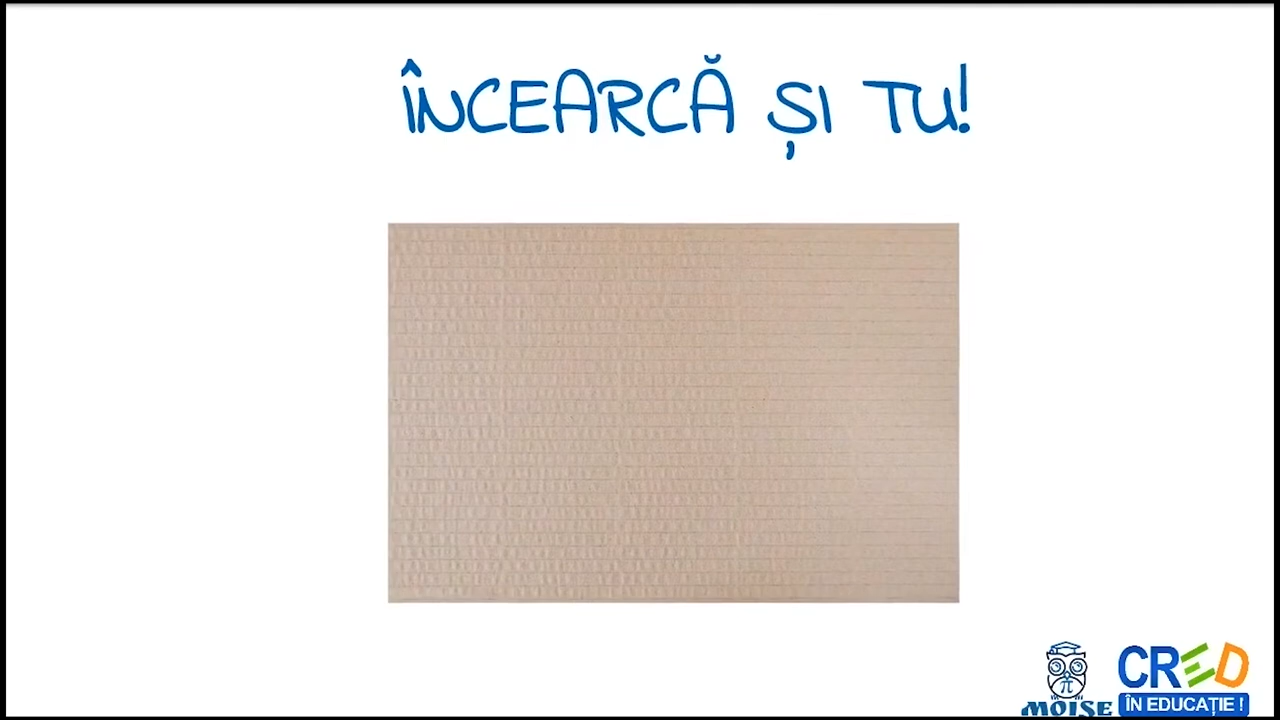 ÎNCEARCĂ ȘI TU!
π
MOISE
CRED
ÎN EDUCAȚIE !